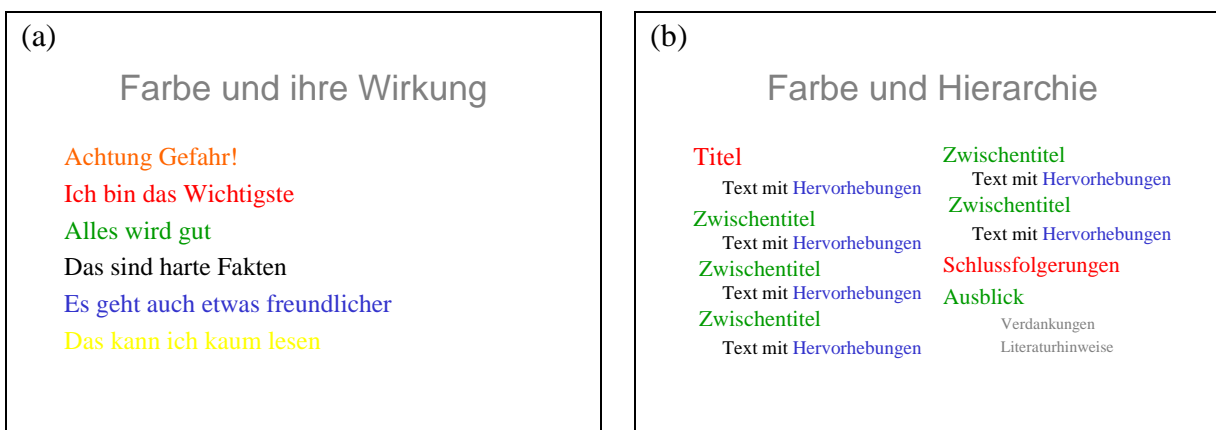 (a)
Farbe und ihre Wirkung
Achtung Gefahr!
Ich bin das Wichtigste
Alles wird gut
Das sind harte Fakten
Es geht auch etwas freundlicher
Das kann ich kaum lesen
(b)
Farbe und Hierarchie
Titel
Text mit Hervorhebungen
Zwischentitel
Text mit Hervorhebungen
Zwischentitel
Text mit Hervorhebungen
Zwischentitel
Text mit Hervorhebungen
Zwischentitel
Text mit Hervorhebungen
Zwischentitel
Text mit Hervorhebungen
Schlussfolgerungen
Ausblick
Verdankungen
Literaturhinweise